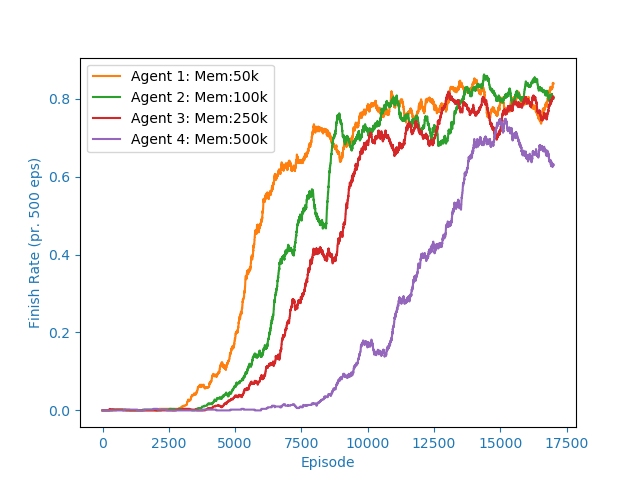 Agent 1: Mem:50k
Agent 2: Mem:100k
Agent 3: Mem:250k
Agent 4: Mem:500k
Finish Rate (pr. 500 eps)
0.8
0.6
0.4
0.2
0.0
0 2500 5000 7500 10000 12500 15000 17500
Episode